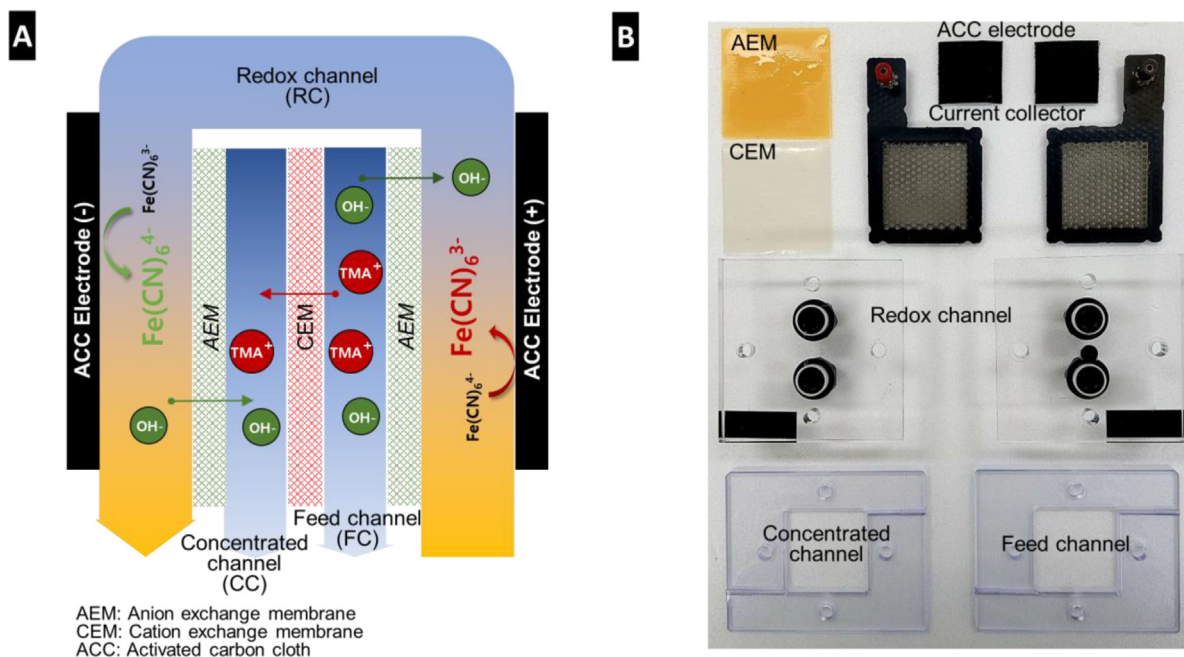 A
Redox channel
(RC)
ACC Electrode (-)
Fe(CN)₆³⁻
Fe(CN)₆⁴⁻
OH-
AEM
TMA⁺
OH-
CEM
OH-
TMA⁺
TMA⁺
OH-
AEM
OH-
Fe(CN)₆³⁻
Fe(CN)₆⁴⁻
ACC Electrode (+)
Feed channel
(FC)
Concentrated
channel
(CC)
AEM: Anion exchange membrane
CEM: Cation exchange membrane
ACC: Activated carbon cloth
B
AEM
CEM
ACC electrode
Current collector
Redox channel
Concentrated
channel
Feed channel